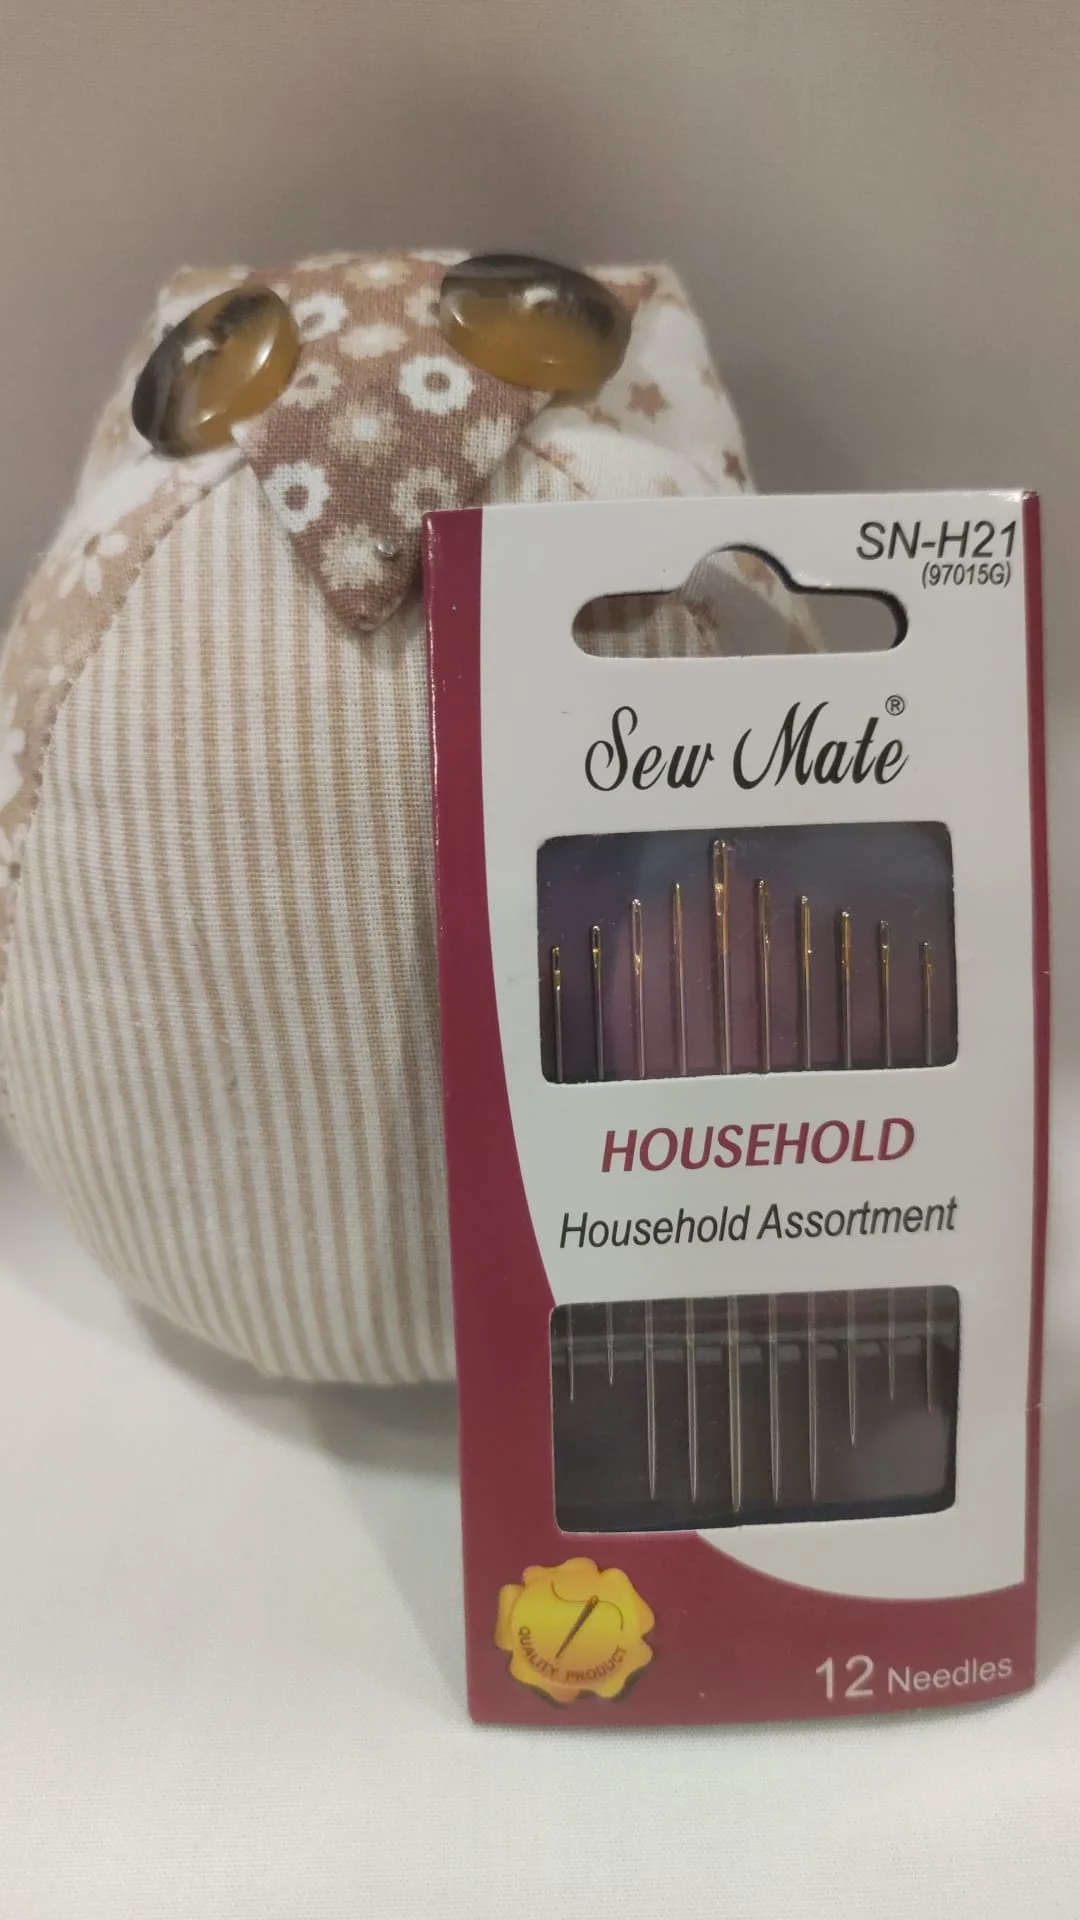 SN-H21
(97015G)
Sew Mate®
HOUSEHOLD
Household Assortment
QUALITY PRODUCT
12 Needles